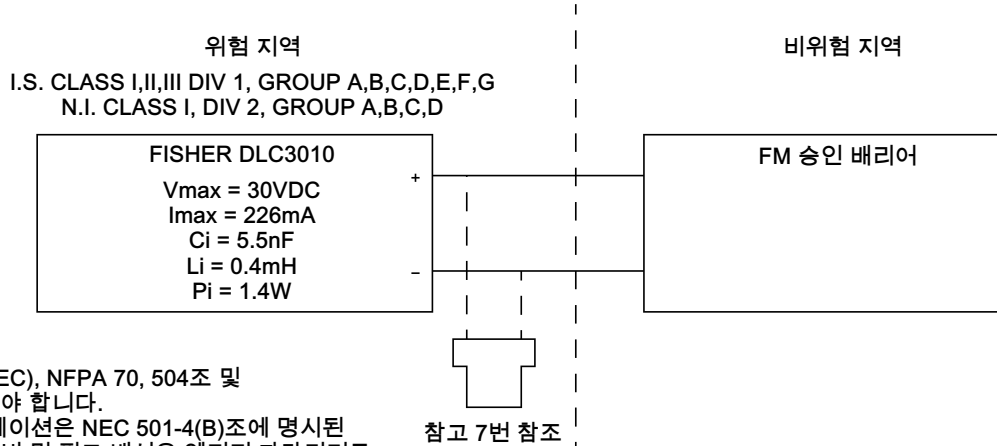 위험 지역
비위험 지역
I.S. CLASS I,II,III DIV 1, GROUP A,B,C,D,E,F,G
N.I. CLASS I, DIV 2, GROUP A,B,C,D
FISHER DLC3010
Vmax = 30VDC
Imax = 226mA
Ci = 5.5nF
Li = 0.4mH
Pi = 1.4W
+
−
FM 승인 배리어
EC), NFPA 70, 504조 및
야 합니다.
이션은 NEC 501-4(B)조에 명시된
참고 7번 참조